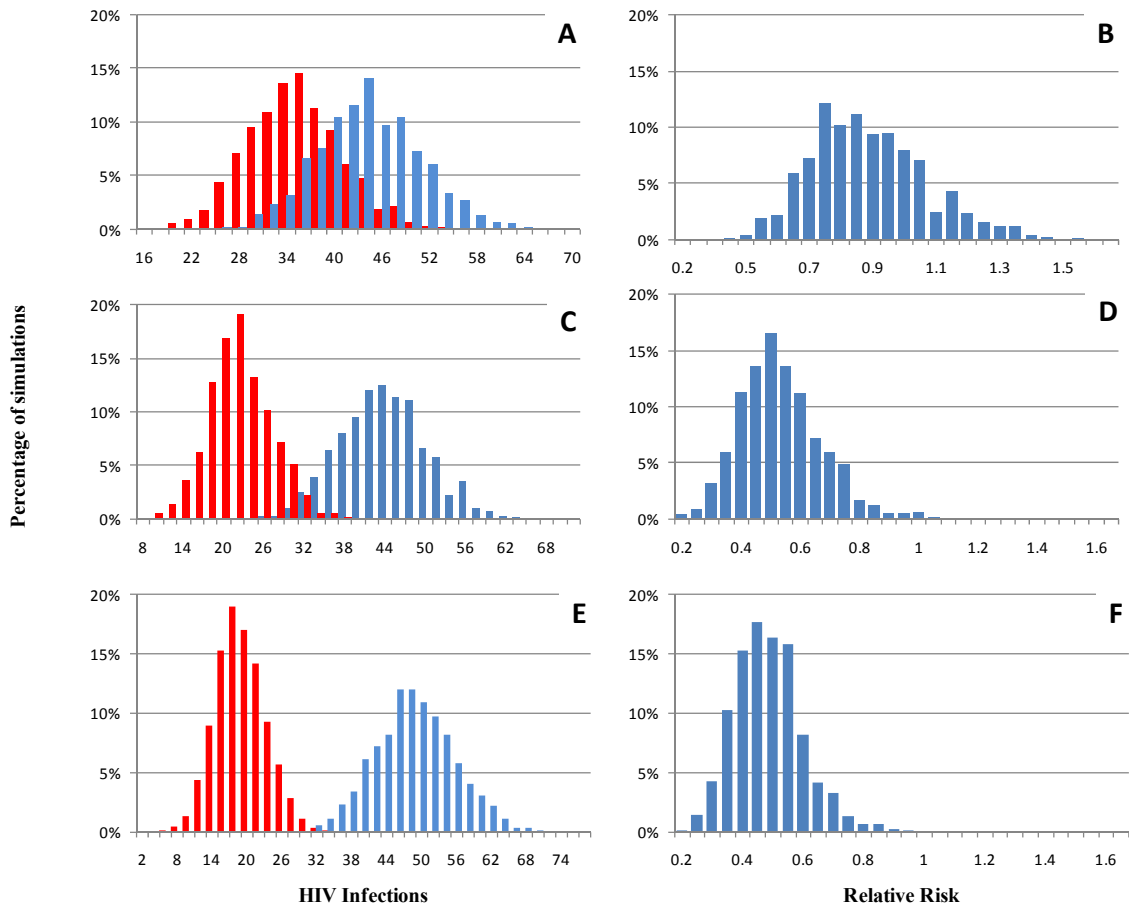 Percentage of simulations
A
20%
15%
10%
5%
0%
16 22 28 34 40 46 52 58 64 70
B
20%
15%
10%
5%
0%
0.2 0.5 0.7 0.9 1.1 1.3 1.5
C
20%
15%
10%
5%
0%
8 14 20 26 32 38 44 50 56 62 68
D
20%
15%
10%
5%
0%
0.2 0.4 0.6 0.8 1 1.2 1.4 1.6
E
20%
15%
10%
5%
0%
2 8 14 20 26 32 38 44 50 56 62 68 74
HIV Infections
F
20%
15%
10%
5%
0%
0.2 0.4 0.6 0.8 1 1.2 1.4 1.6
Relative Risk